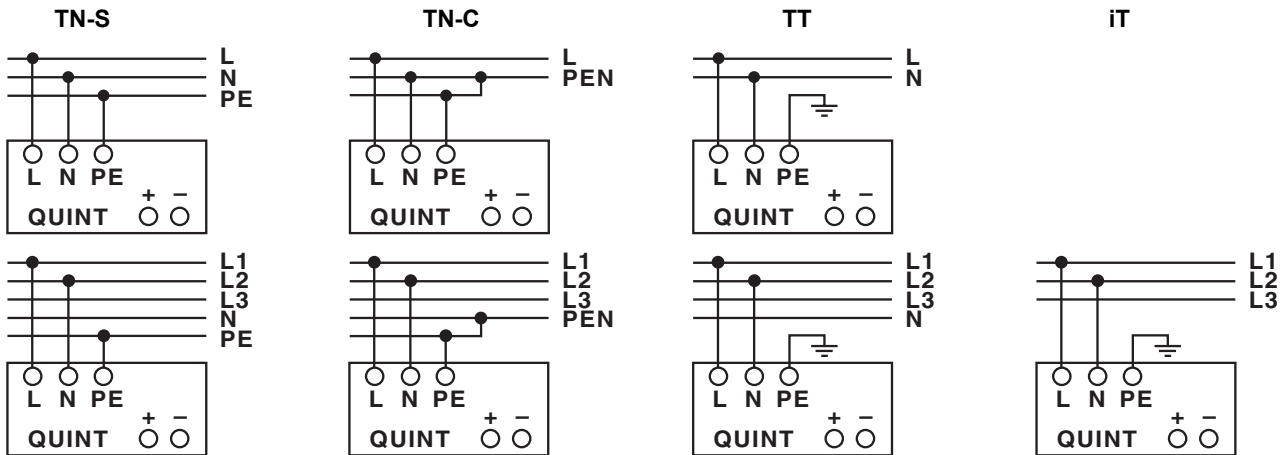 TN-S
TN-C
TT
iT
L
N
PE
L N PE
+ –
QUINT
L
PEN
L N PE
+ –
QUINT
L
N
L N PE
+ –
QUINT
L1
L2
L3
N
PE
L N PE
+ –
QUINT
L1
L2
L3
PEN
L N PE
+ –
QUINT
L1
L2
L3
N
L N PE
+ –
QUINT
L1
L2
L3
L N PE
+ –
QUINT